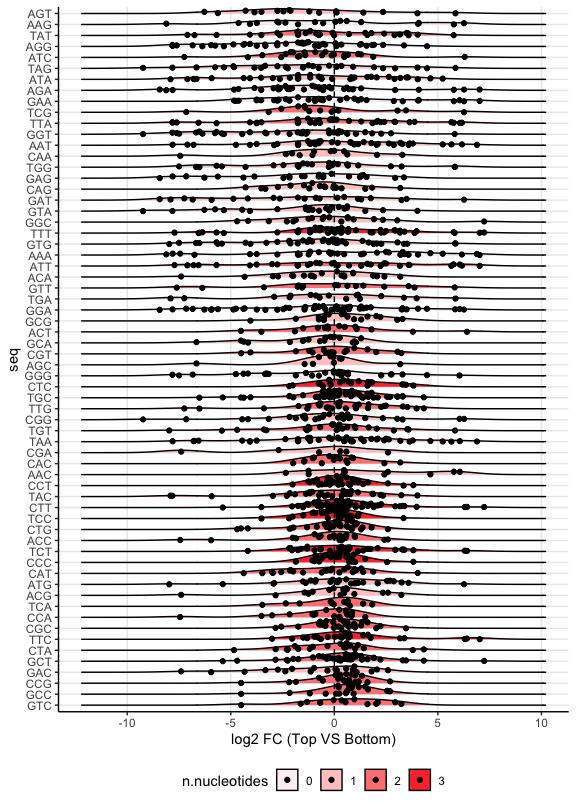 AGT
AAG
TAT
AGG
ATC
TAG
ATA
AGA
GAA
TCG
TTA
GGT
AAT
CAA
TGG
GAG
CAG
GAT
GTA
GGC
TTT
GTG
AAA
ATT
ACA
GTT
TGA
GGA
GCG
ACT
GCA
CGT
AGC
GGG
CTC
TGC
TTG
CGG
TGT
TAA
CGA
CAC
AAC
CCT
TAC
CTT
TCC
CTG
ACC
TCT
CCC
CAT
ATG
ACG
TCA
CCA
CGC
TTC
CTA
GCT
GAC
CCG
GCC
GTC
seq
-10 -5 0 5 10
log2 FC (Top VS Bottom)
n.nucleotides 0 1 2 3